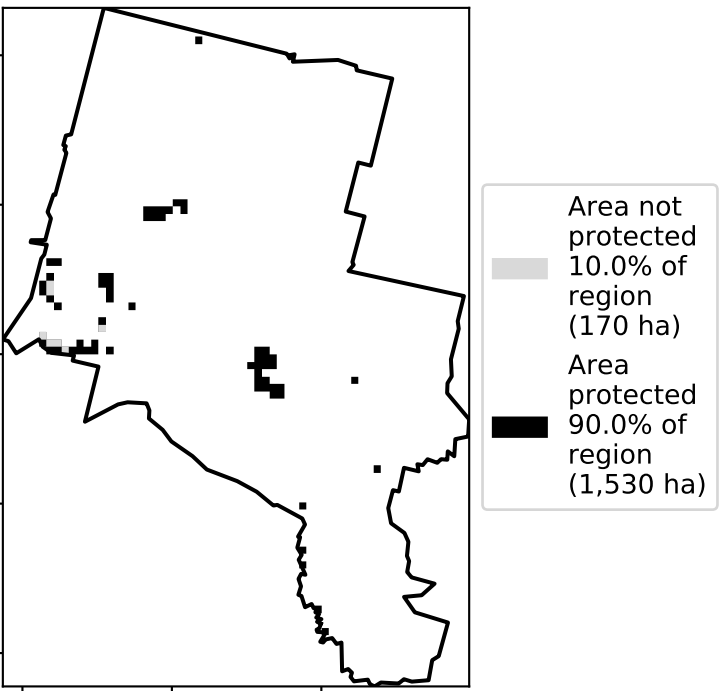 Area not
protected
10.0% of
region
(170 ha)
Area
protected
90.0% of
region
(1,530 ha)